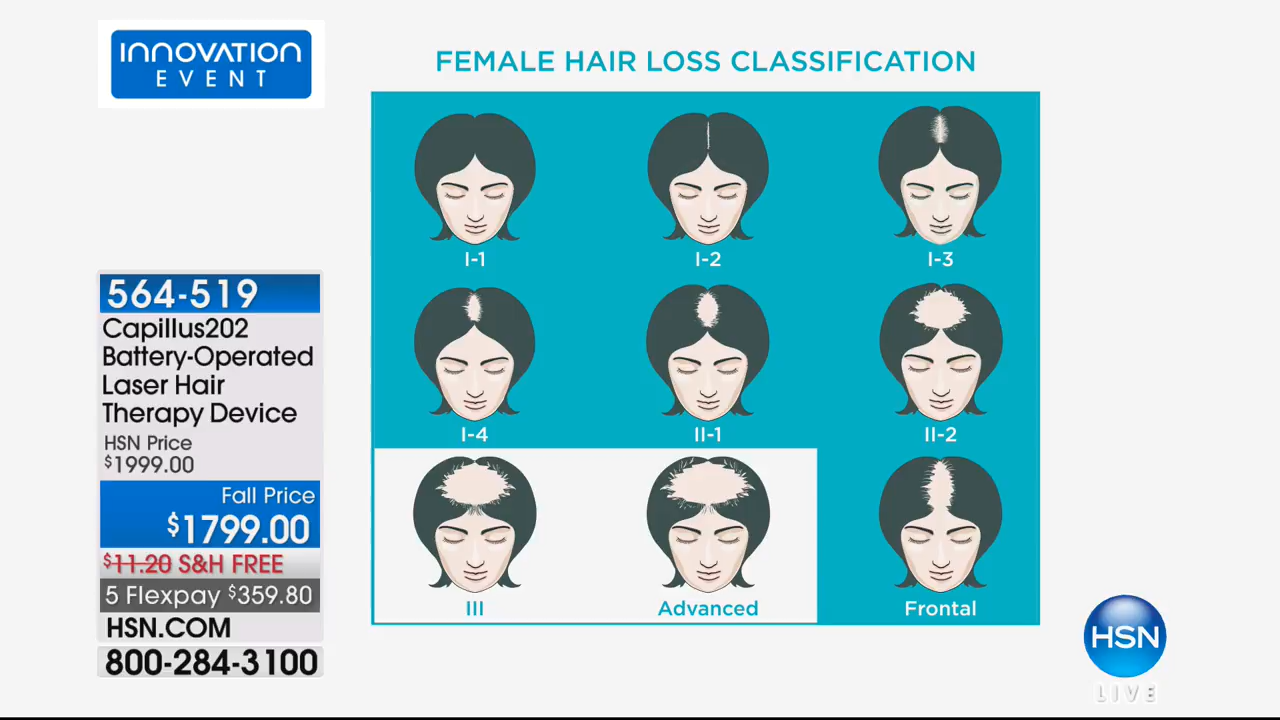 INNOVATION
EVENT
FEMALE HAIR LOSS CLASSIFICATION
I-1
I-2
I-3
I-4
II-1
II-2
III
Advanced
Frontal
564-519
Capillus202
Battery-Operated
Laser Hair
Therapy Device
HSN Price
$1999.00
Fall Price
$1799.00
$11.20 S&H FREE
5 Flexpay $359.80
HSN.COM
800-284-3100
HSN
LIVE